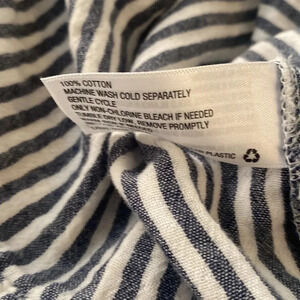 100% COTTON
MACHINE WASH COLD SEPARATELY
GENTLE CYCLE
ONLY NON-CHLORINE BLEACH IF NEEDED
TUMBLE DRY LOW, REMOVE PROMPTLY
NEEDED
PLASTIC